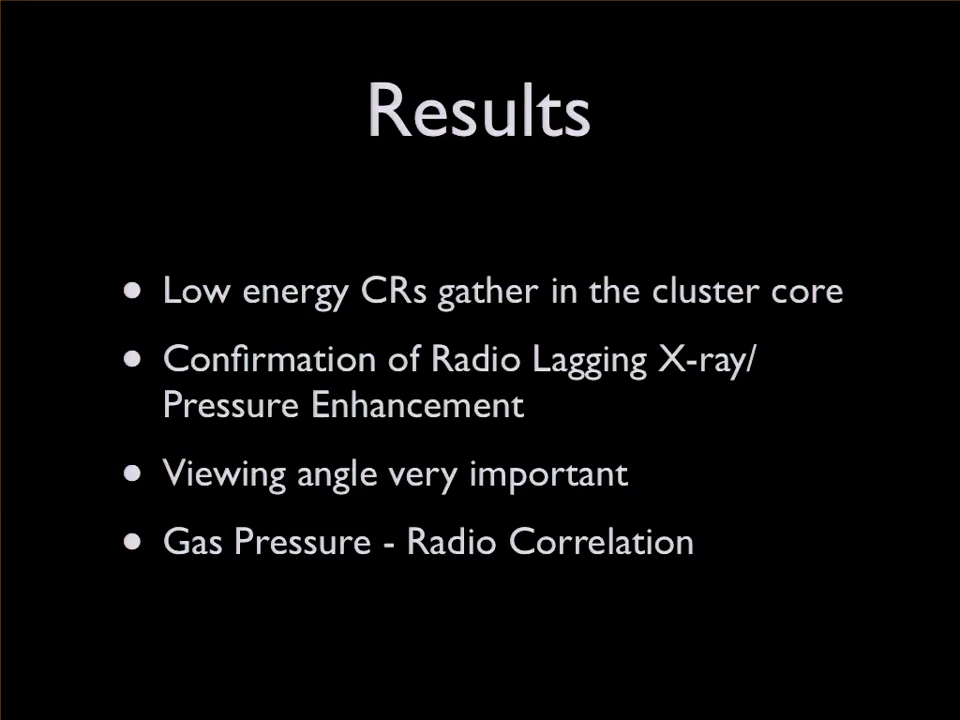 Results
• Low energy CRs gather in the cluster core
• Confirmation of Radio Lagging X-ray/
Pressure Enhancement
• Viewing angle very important
• Gas Pressure - Radio Correlation